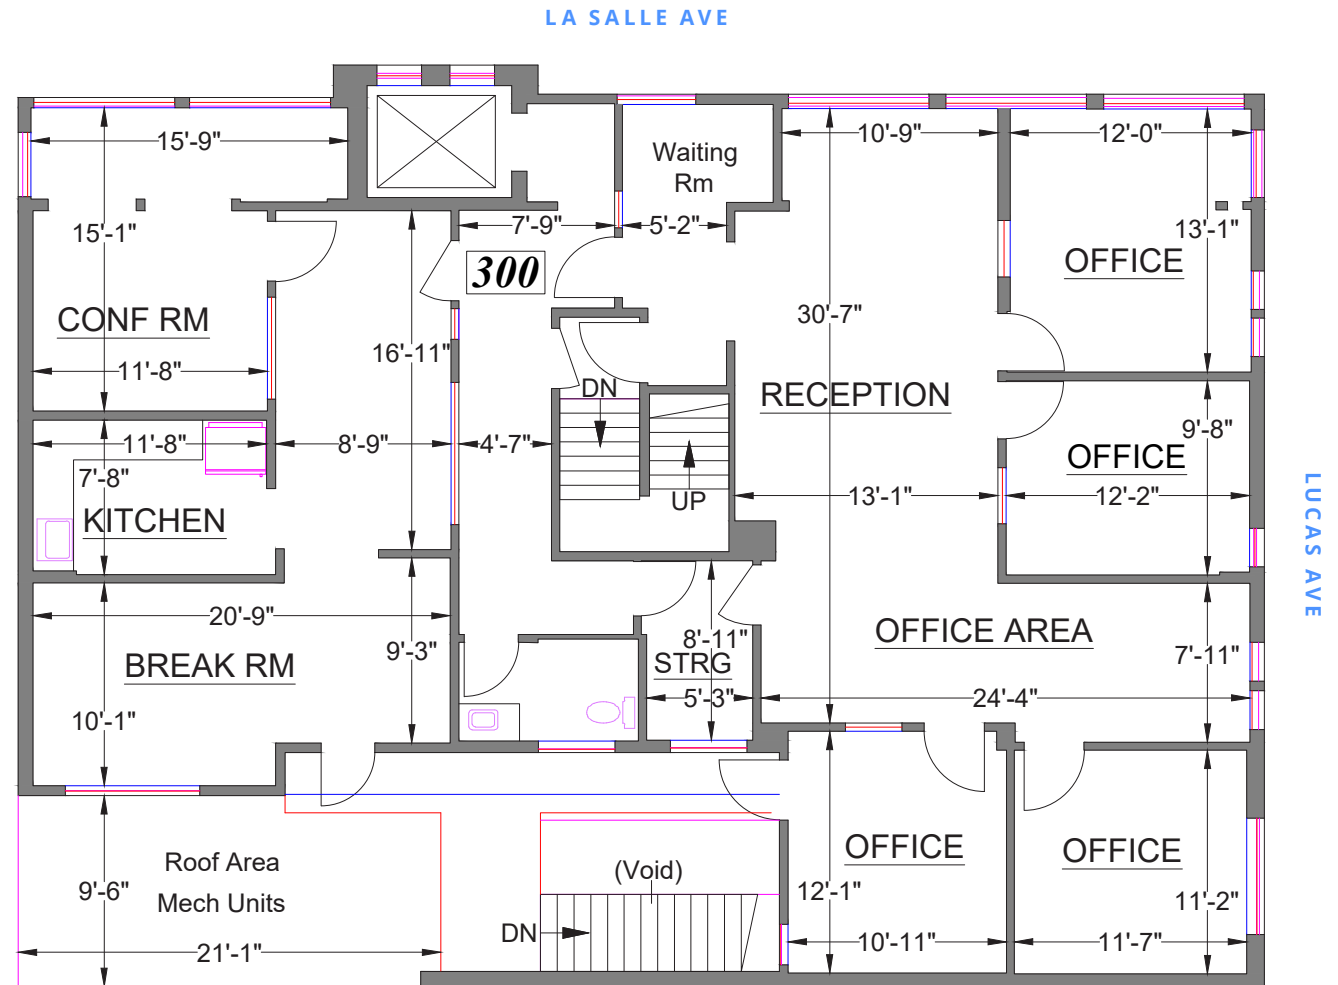 LA SALLE AVE
15'-9"
10'-9"
12'-0"
Waiting
Rm
15'-1"
7'-9"
5'-2"
13'-1"
OFFICE
300
CONF RM
30'-7"
16'-11"
11'-8"
DN
RECEPTION
9'-8"
11'-8"
8'-9"
4'-7"
OFFICE
7'-8"
UP
13'-1"
12'-2"
KITCHEN
LUCAS AVE
20'-9"
OFFICE AREA
9'-3"
8'-11"
7'-11"
BREAK RM
STRG
5'-3"
24'-4"
10'-1"
OFFICE
OFFICE
Roof Area
(Void)
9'-6"
Mech Units
12'-1"
11'-2"
DN
10'-11"
11'-7"
21'-1"